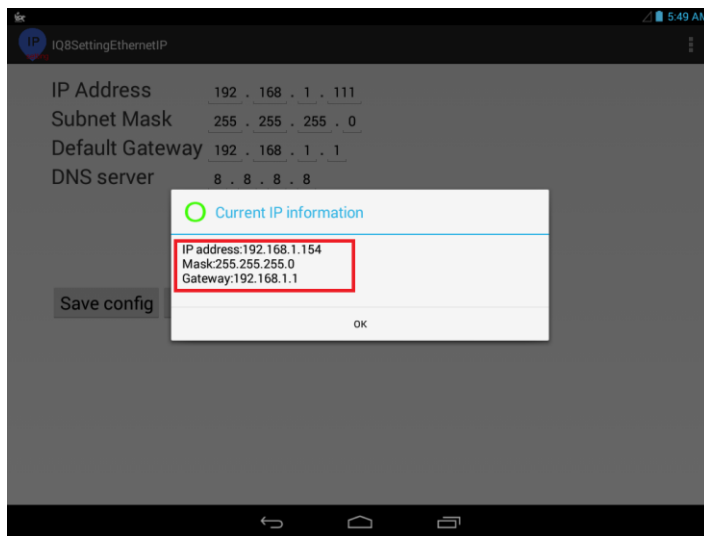 5:49 AM
IP IQ8SettingEthernetIP
IP Address 192 . 168 . 1 . 111
Subnet Mask 255 . 255 . 255 . 0
Default Gateway 192 . 168 . 1 . 1
DNS server 8 . 8 . 8 . 8
Current IP information
IP address:192.168.1.154
Mask:255.255.255.0
Gateway:192.168.1.1
Save config
OK